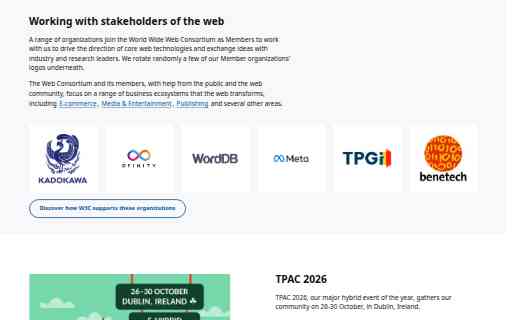 Working with stakeholders of the web
A range of organizations join the World Wide Web Consortium as Members to work
with us to drive the direction of core web technologies and exchange ideas with
industry and research leaders. We rotate randomly a few of our Member organizations'
logos underneath.
The Web Consortium and its members, with help from the public and the web
community, focus on a range of business ecosystems that the web transforms,
including E-commerce, Media & Entertainment, Publishing and several other areas.
KADOKAWA
DFINITY
WordDB
Meta
TPGi
benetech
Discover how W3C supports these organizations
26-30 OCTOBER
DUBLIN, IRELAND
TPAC 2026
TPAC 2026, our major hybrid event of the year, gathers our
community on 26-30 October, in Dublin, Ireland.